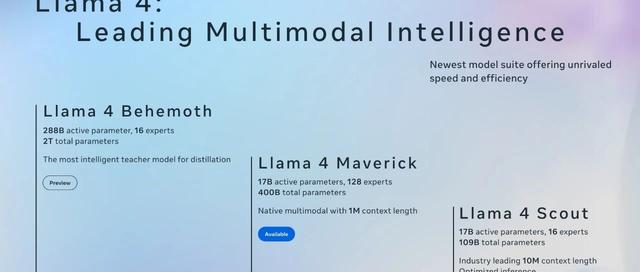 Llama 4:
Leading Multimodal Intelligence
Newest model suite offering unrivaled
speed and efficiency
Llama 4 Behemoth
288B active parameter, 16 experts
2T total parameters
The most intelligent teacher model for distillation
Preview
Llama 4 Maverick
17B active parameters, 128 experts
400B total parameters
Native multimodal with 1M context length
Available
Llama 4 Scout
17B active parameters, 16 experts
109B total parameters
Industry leading 10M context length
Optimized inference